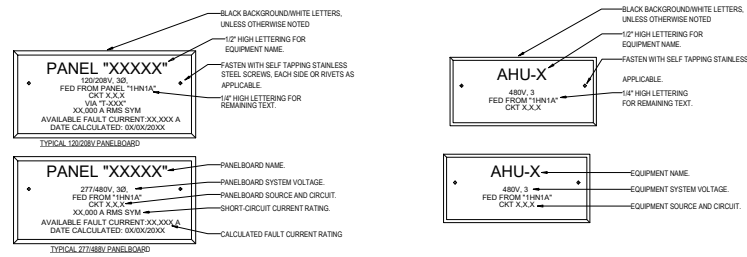 BLACK BACKGROUND/WHITE LETTERS,
UNLESS OTHERWISE NOTED
1/2" HIGH LETTERING FOR
EQUIPMENT NAME.
FASTEN WITH SELF TAPPING STAINLESS
STEEL SCREWS, EACH SIDE OR RIVETS AS
APPLICABLE.
1/4" HIGH LETTERING FOR
REMAINING TEXT.
PANEL "XXXXX"
120/208V, 3Ø,
FED FROM PANEL "1HN1A"
CKT X,X,X
VIA "T-XXX"
XX,000 A RMS SYM
AVAILABLE FAULT CURRENT:XX,XXX A
DATE CALCULATED: 0X/0X/20XX
TYPICAL 120/208V PANELBOARD
PANEL "XXXXX"
277/480V, 3Ø,
FED FROM "1HN1A"
CKT X,X,X
XX,000 A RMS SYM
AVAILABLE FAULT CURRENT:XX,XXX A
DATE CALCULATED: 0X/0X/20XX
TYPICAL 277/488V PANELBOARD
PANELBOARD NAME.
PANELBOARD SYSTEM VOLTAGE.
PANELBOARD SOURCE AND CIRCUIT.
SHORT-CIRCUIT CURRENT RATING.
CALCULATED FAULT CURRENT RATING
BLACK BACKGROUND/WHITE LETTERS,
UNLESS OTHERWISE NOTED
1/2" HIGH LETTERING FOR
EQUIPMENT NAME.
FASTEN WITH SELF TAPPING STAINLESS
APPLICABLE.
1/4" HIGH LETTERING
FOR REMAINING TEXT.
AHU-X
480V, 3
FED FROM "1HN1A"
CKT X,X,X
AHU-X
480V, 3
FED FROM "1HN1A"
CKT X,X,X
EQUIPMENT NAME.
EQUIPMENT SYSTEM VOLTAGE.
EQUIPMENT SOURCE AND CIRCUIT.